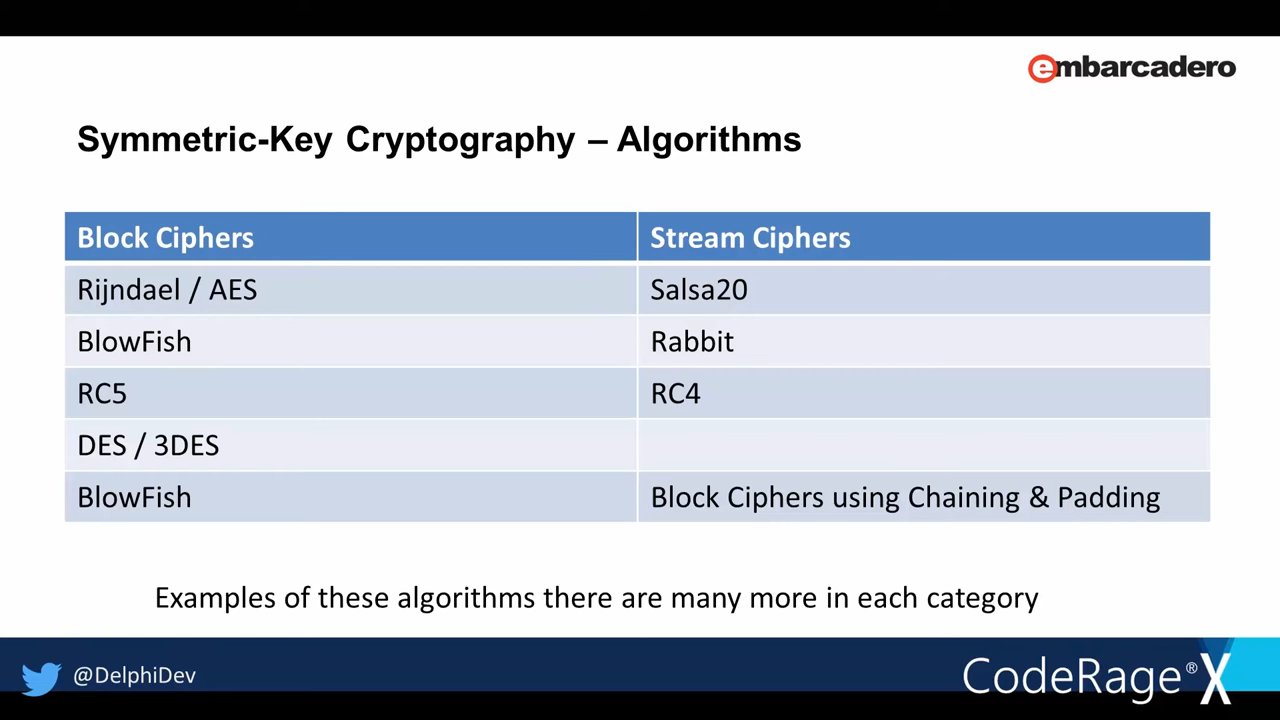 embarcadero
Symmetric-Key Cryptography – Algorithms
Block Ciphers Stream Ciphers
Rijndael / AES Salsa20
BlowFish Rabbit
RC5 RC4
DES / 3DES
BlowFish Block Ciphers using Chaining & Padding
Examples of these algorithms there are many more in each category
@DelphiDev
CodeRage® X